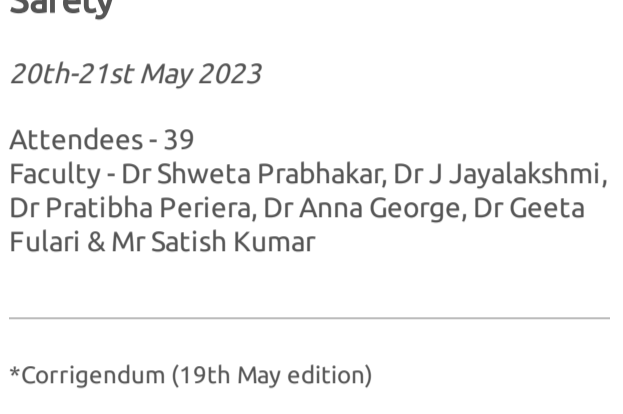 Safety
20th-21st May 2023
Attendees - 39
Faculty - Dr Shweta Prabhakar, Dr J Jayalakshmi,
Dr Pratibha Periera, Dr Anna George, Dr Geeta
Fulari & Mr Satish Kumar
*Corrigendum (19th May edition)